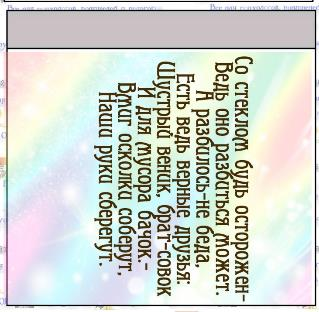 Со стеклом будь осторожен-
Ведь оно разбиться может.
А разбилось-не беда,
Есть ведь верные друзья:
Шустрый веник, брат-совок
И для мусора бачок.-
Вмиг осколки соберут,
Наши руки сберегут.